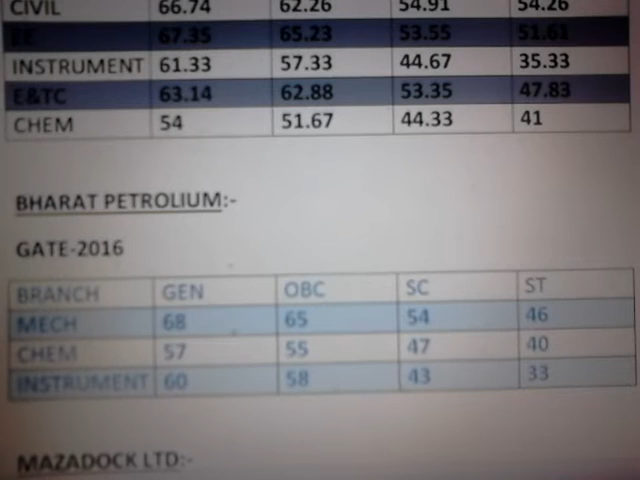 CIVIL 66.74 62.26 54.91 54.26
EE 67.35 65.23 53.55 51.61
INSTRUMENT 61.33 57.33 44.67 35.33
E&TC 63.14 62.88 53.35 47.83
CHEM 54 51.67 44.33 41
BHARAT PETROLIUM:-
GATE-2016
BRANCH GEN OBC SC ST
MECH 68 65 54 46
CHEM 57 55 47 40
INSTRUMENT 60 58 43 33
MAZADOCK LTD:-